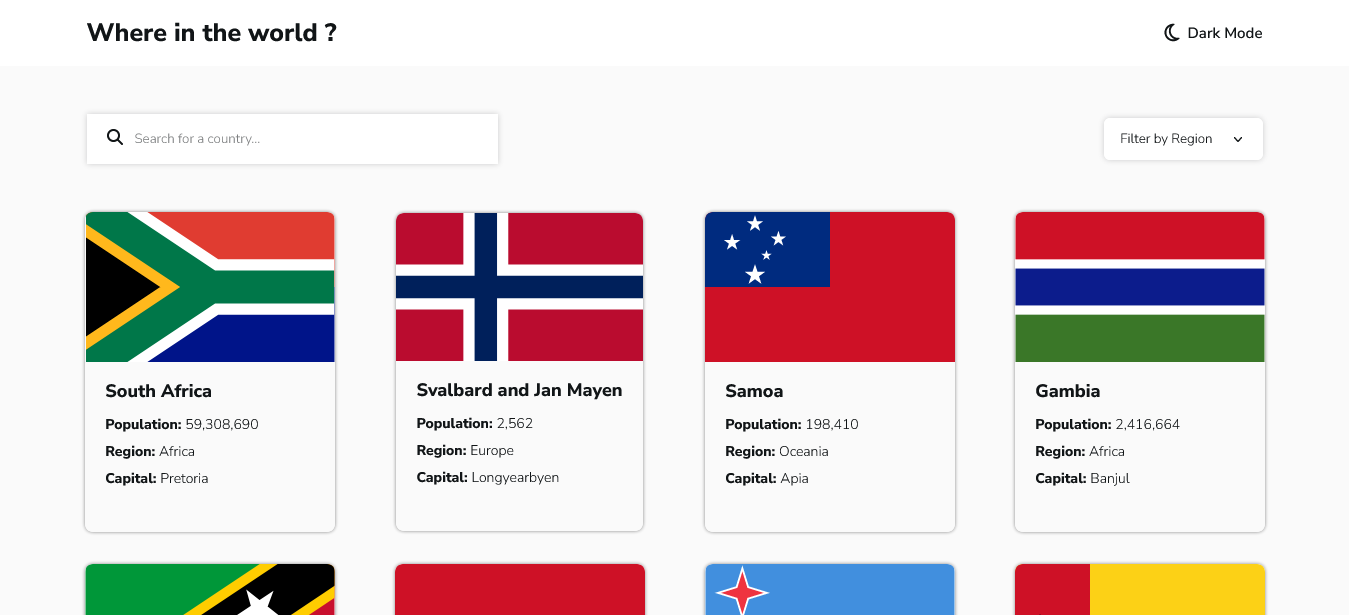 Where in the world ?
Dark Mode
Search for a country...
Filter by Region
South Africa
Population: 59,308,690
Region: Africa
Capital: Pretoria
Svalbard and Jan Mayen
Population: 2,562
Region: Europe
Capital: Longyearbyen
Samoa
Population: 198,410
Region: Oceania
Capital: Apia
Gambia
Population: 2,416,664
Region: Africa
Capital: Banjul